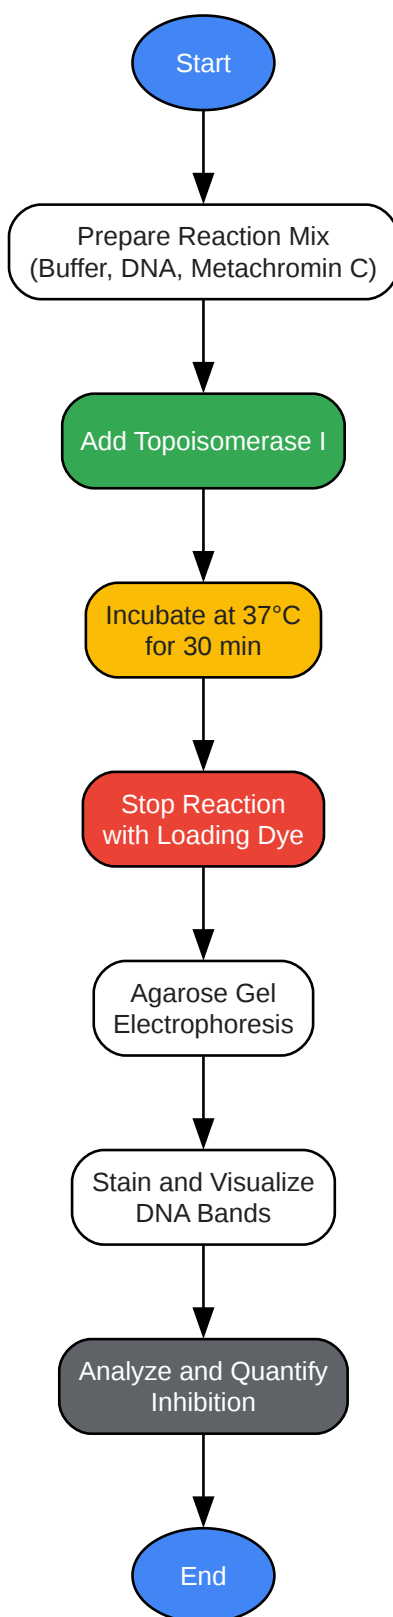 Start
Prepare Reaction Mix
(Buffer, DNA, Metachromin C)
Add Topoisomerase I
Incubate at 37°C
for 30 min
Stop Reaction
with Loading Dye
Agarose Gel
Electrophoresis
Stain and Visualize
DNA Bands
Analyze and Quantify
Inhibition
End